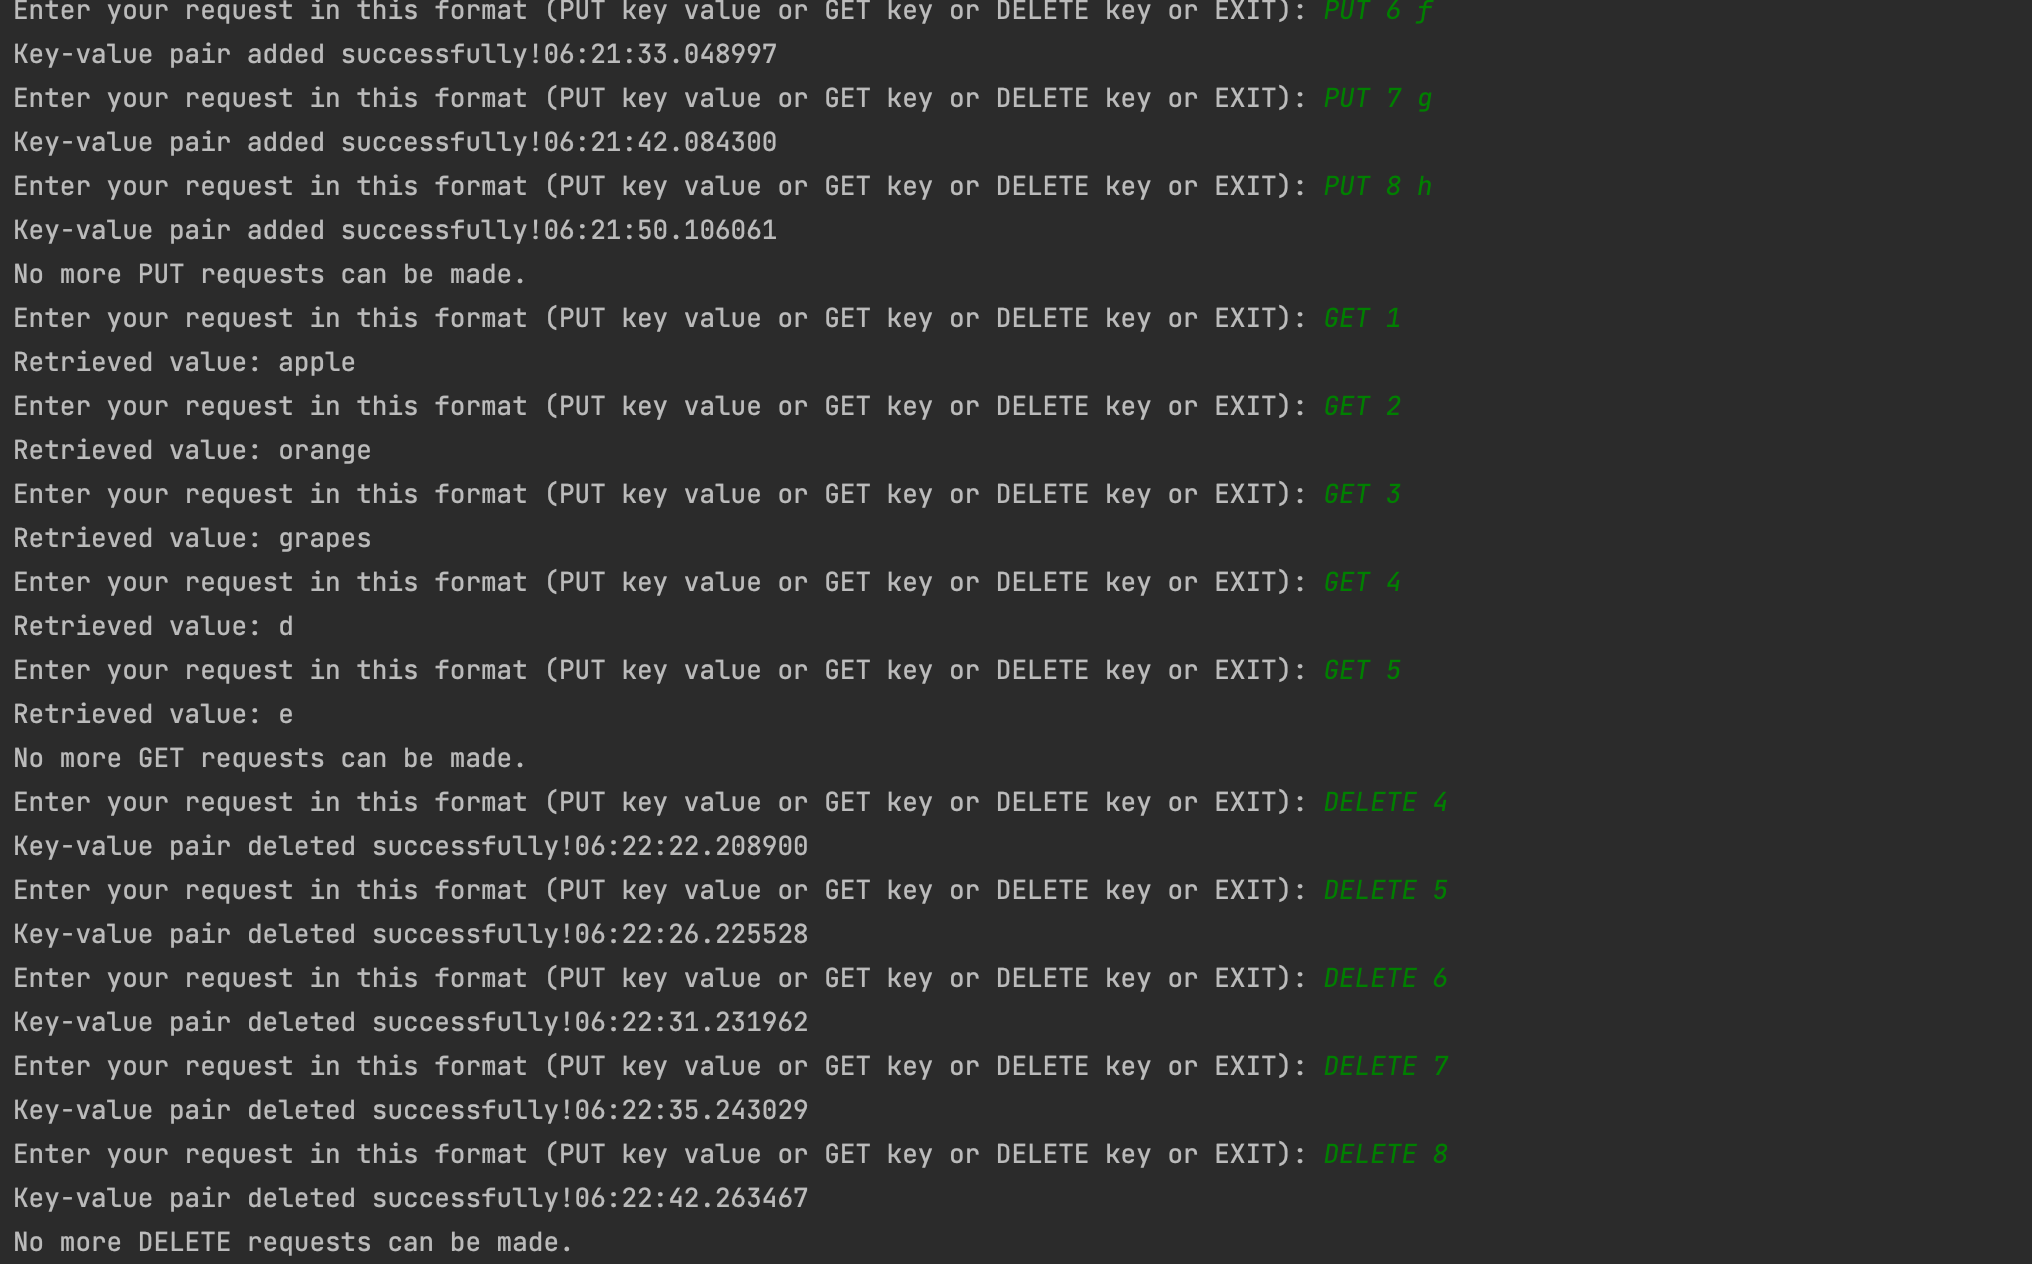 Enter your request in this format (PUT key value or GET key or DELETE key or EXIT): PUT 6 f
Key-value pair added successfully!06:21:33.048997
Enter your request in this format (PUT key value or GET key or DELETE key or EXIT): PUT 7 g
Key-value pair added successfully!06:21:42.084300
Enter your request in this format (PUT key value or GET key or DELETE key or EXIT): PUT 8 h
Key-value pair added successfully!06:21:50.106061
No more PUT requests can be made.
Enter your request in this format (PUT key value or GET key or DELETE key or EXIT): GET 1
Retrieved value: apple
Enter your request in this format (PUT key value or GET key or DELETE key or EXIT): GET 2
Retrieved value: orange
Enter your request in this format (PUT key value or GET key or DELETE key or EXIT): GET 3
Retrieved value: grapes
Enter your request in this format (PUT key value or GET key or DELETE key or EXIT): GET 4
Retrieved value: d
Enter your request in this format (PUT key value or GET key or DELETE key or EXIT): GET 5
Retrieved value: e
No more GET requests can be made.
Enter your request in this format (PUT key value or GET key or DELETE key or EXIT): DELETE 4
Key-value pair deleted successfully!06:22:22.208900
Enter your request in this format (PUT key value or GET key or DELETE key or EXIT): DELETE 5
Key-value pair deleted successfully!06:22:26.225528
Enter your request in this format (PUT key value or GET key or DELETE key or EXIT): DELETE 6
Key-value pair deleted successfully!06:22:31.231962
Enter your request in this format (PUT key value or GET key or DELETE key or EXIT): DELETE 7
Key-value pair deleted successfully!06:22:35.243029
Enter your request in this format (PUT key value or GET key or DELETE key or EXIT): DELETE 8
Key-value pair deleted successfully!06:22:42.263467
No more DELETE requests can be made.